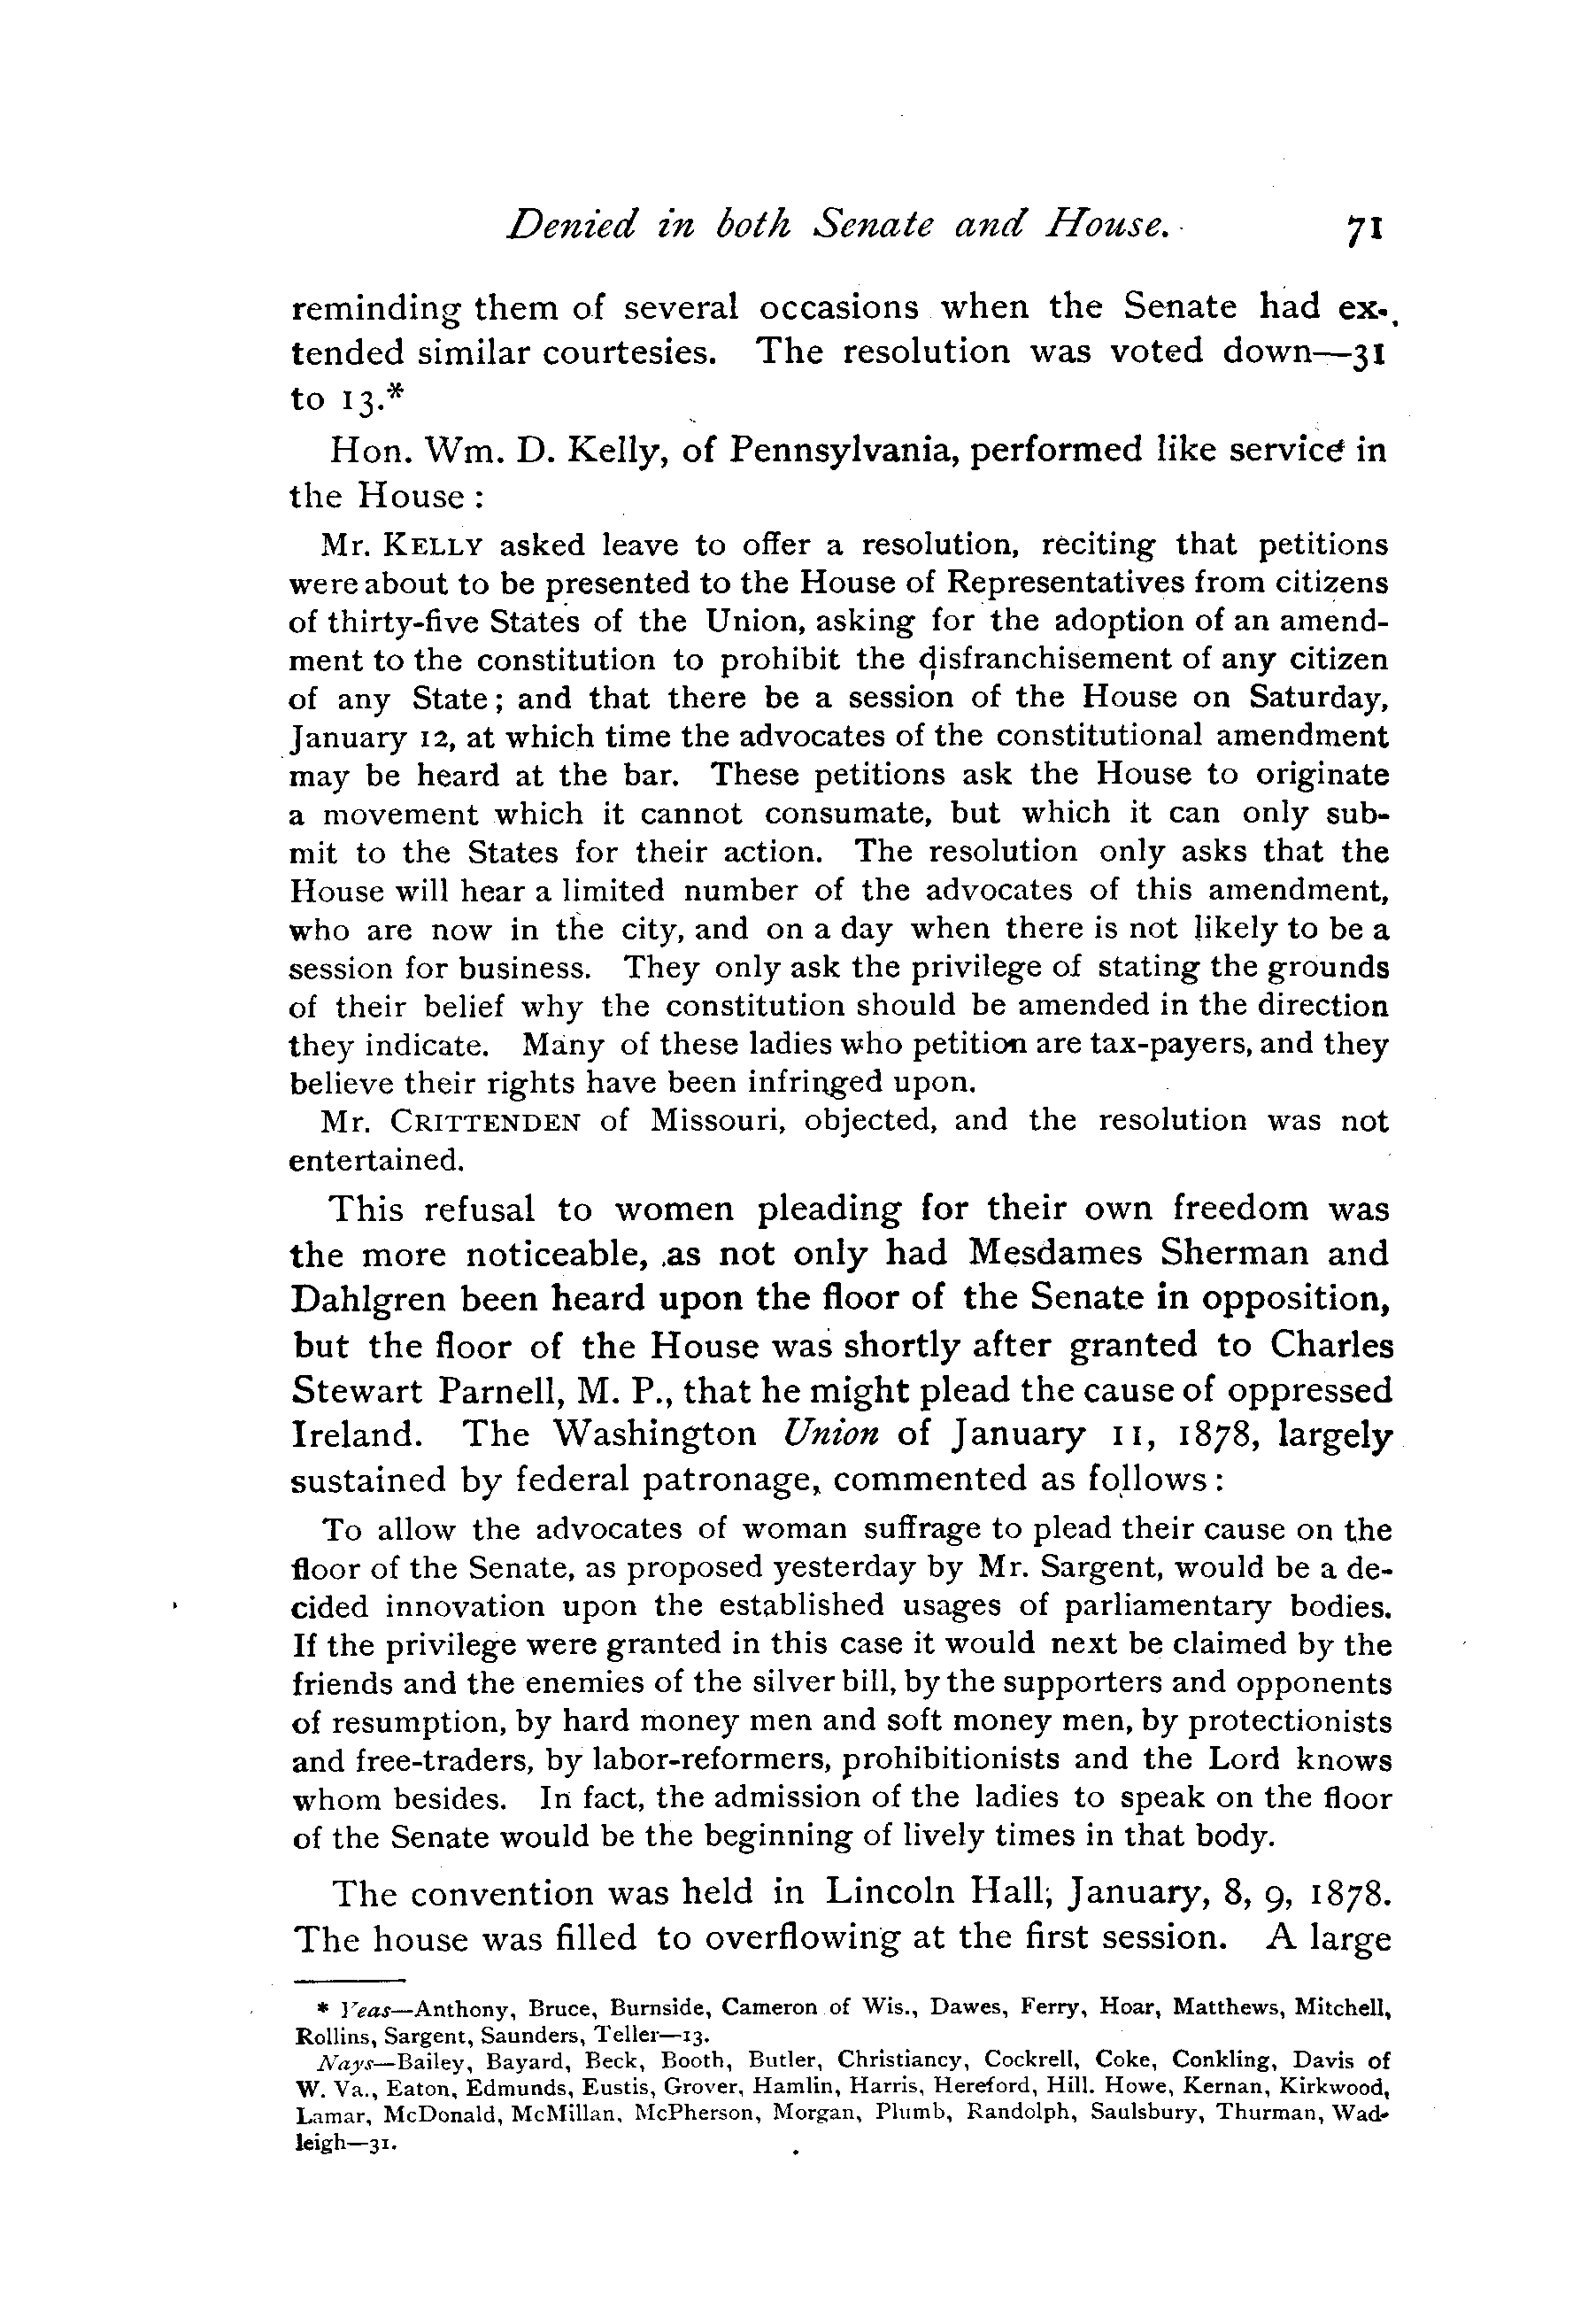 Denied in both Senate and House. 71
reminding them of several occasions when the Senate had ex-
tended similar courtesies. The resolution was voted down—31
to 13.*
Hon. Wm. D. Kelly, of Pennsylvania, performed like service in
the House :
Mr. KELLY asked leave to offer a resolution, reciting that petitions
were about to be presented to the House of Representatives from citizens
of thirty-five States of the Union, asking for the adoption of an amend-
ment to the constitution to prohibit the disfranchisement of any citizen
of any State; and that there be a session of the House on Saturday,
January 12, at which time the advocates of the constitutional amendment
may be heard at the bar. These petitions ask the House to originate
a movement which it cannot consumate, but which it can only sub-
mit to the States for their action. The resolution only asks that the
House will hear a limited number of the advocates of this amendment,
who are now in the city, and on a day when there is not likely to be a
session for business. They only ask the privilege of stating the grounds
of their belief why the constitution should be amended in the direction
they indicate. Many of these ladies who petition are tax-payers, and they
believe their rights have been infringed upon.
Mr. CRITTENDEN of Missouri, objected, and the resolution was not
entertained.
This refusal to women pleading for their own freedom was
the more noticeable, as not only had Mesdames Sherman and
Dahlgren been heard upon the floor of the Senate in opposition,
but the floor of the House was shortly after granted to Charles
Stewart Parnell, M. P., that he might plead the cause of oppressed
Ireland. The Washington Union of January 11, 1878, largely
sustained by federal patronage, commented as follows :
To allow the advocates of woman suffrage to plead their cause on the
floor of the Senate, as proposed yesterday by Mr. Sargent, would be a de-
cided innovation upon the established usages of parliamentary bodies.
If the privilege were granted in this case it would next be claimed by the
friends and the enemies of the silver bill, by the supporters and opponents
of resumption, by hard money men and soft money men, by protectionists
and free-traders, by labor-reformers, prohibitionists and the Lord knows
whom besides. In fact, the admission of the ladies to speak on the floor
of the Senate would be the beginning of lively times in that body.
The convention was held in Lincoln Hall, January, 8, 9, 1878.
The house was filled to overflowing at the first session. A large
* Yeas—Anthony, Bruce, Burnside, Cameron of Wis., Dawes, Ferry, Hoar, Matthews, Mitchell,
Rollins, Sargent, Saunders, Teller—13.
Nays—Bailey, Bayard, Beck, Booth, Butler, Christiancy, Cockrell, Coke, Conkling, Davis of
W. Va., Eaton, Edmunds, Eustis, Grover, Hamlin, Harris, Hereford, Hill. Howe, Kernan, Kirkwood,
Lamar, McDonald, McMillan, McPherson, Morgan, Plumb, Randolph, Saulsbury, Thurman, Wad-
leigh—31.